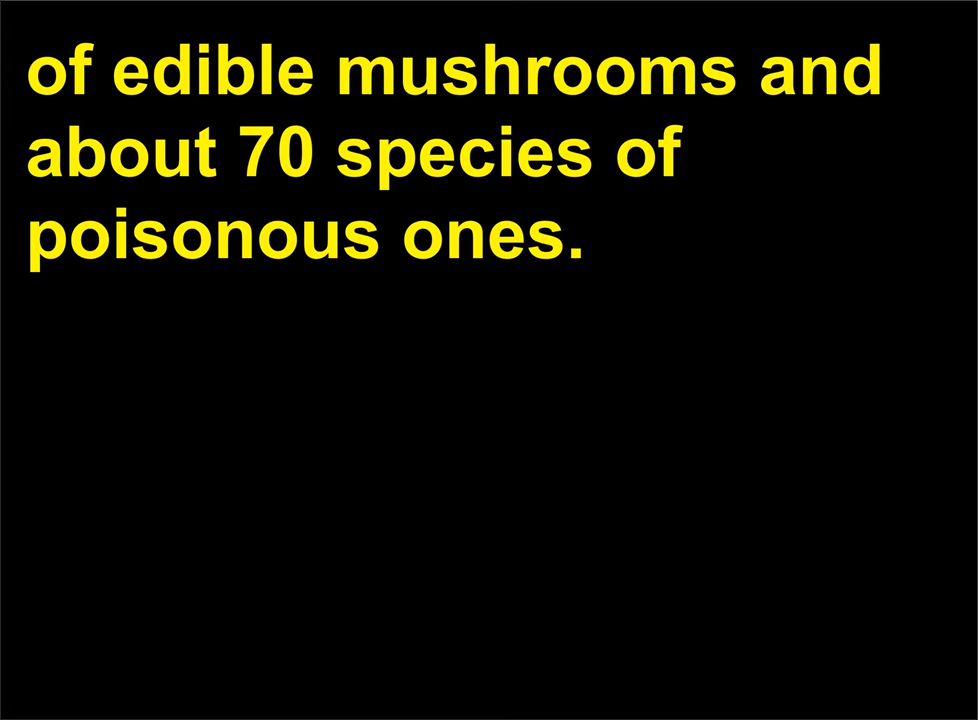 of edible mushrooms and
about 70 species of
poisonous ones.